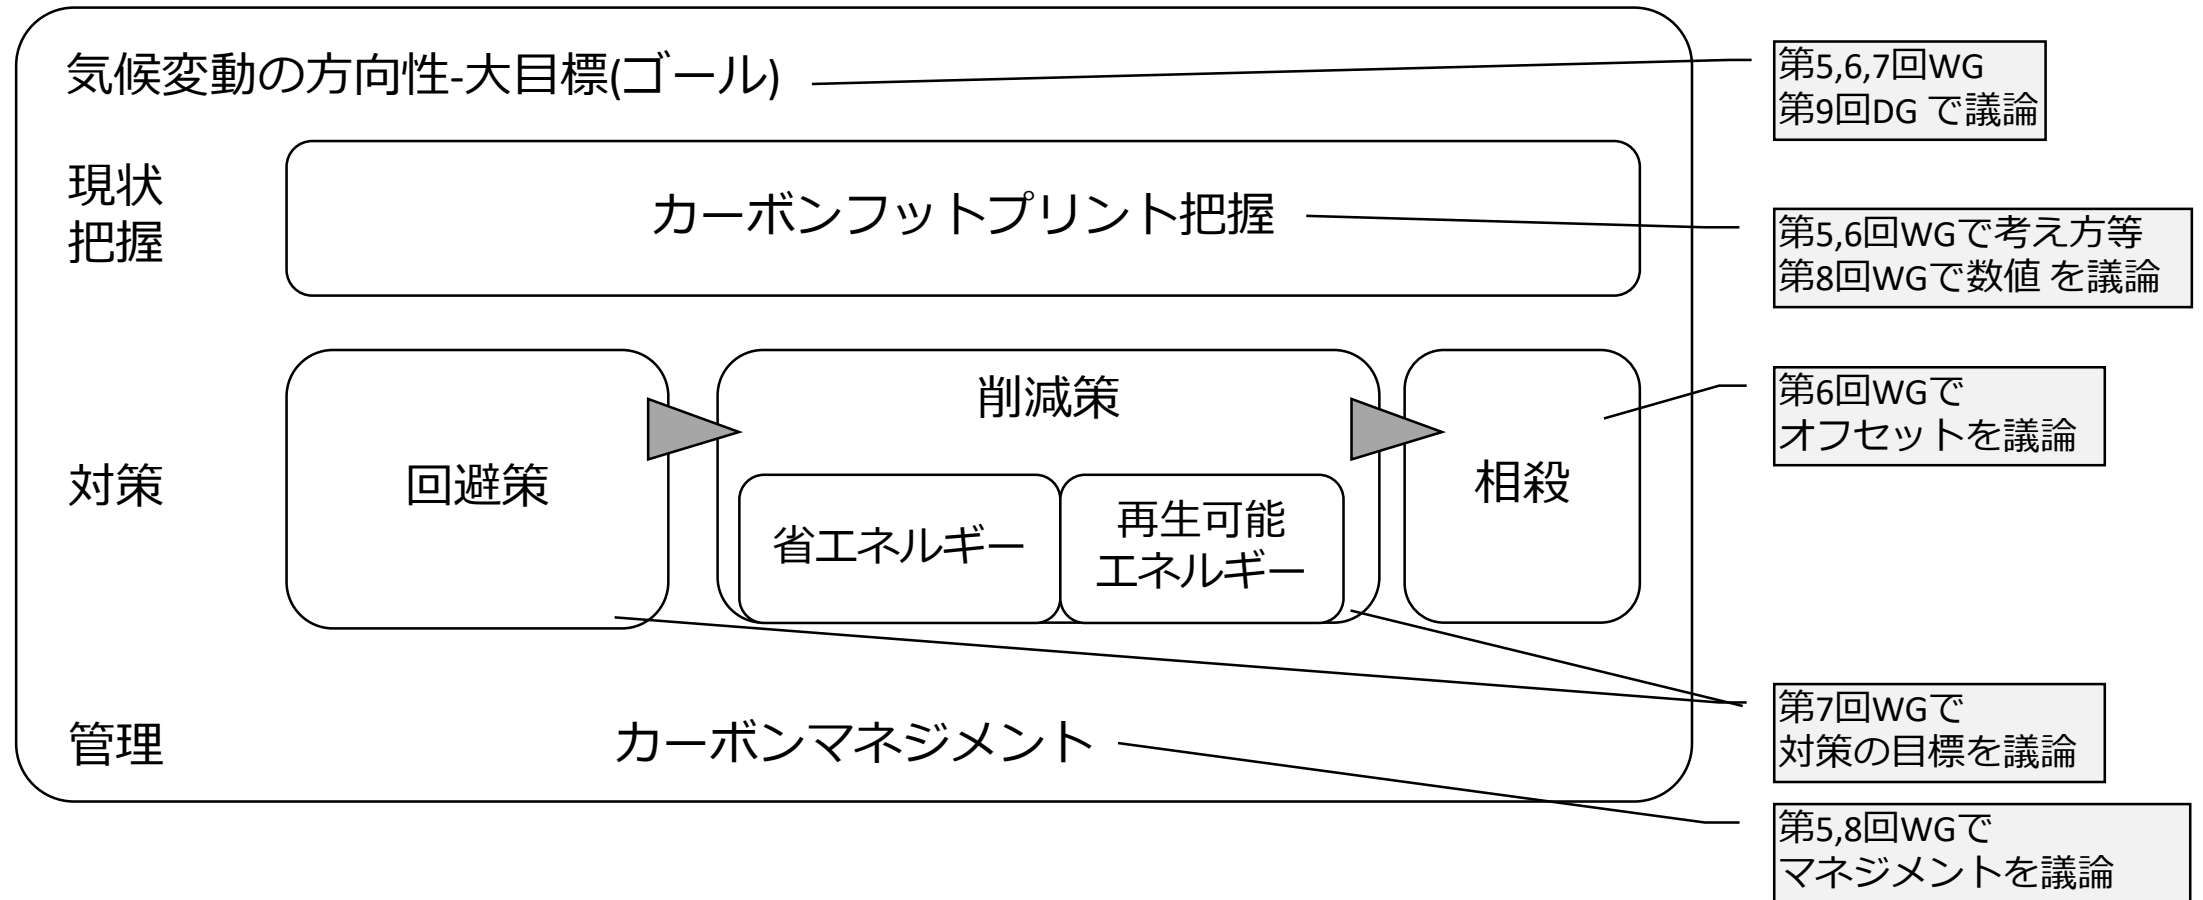 気候変動の方向性-大目標(ゴール)
第5,6,7回WG
第9回DG で議論
現状
把握
カーボンフットプリント把握
第5,6回WGで考え方等
第8回WGで数値 を議論
対策
回避策
削減策
省エネルギー
再生可能
エネルギー
相殺
第6回WGで
オフセットを議論
第7回WGで
対策の目標を議論
管理
カーボンマネジメント
第5,8回WGで
マネジメントを議論